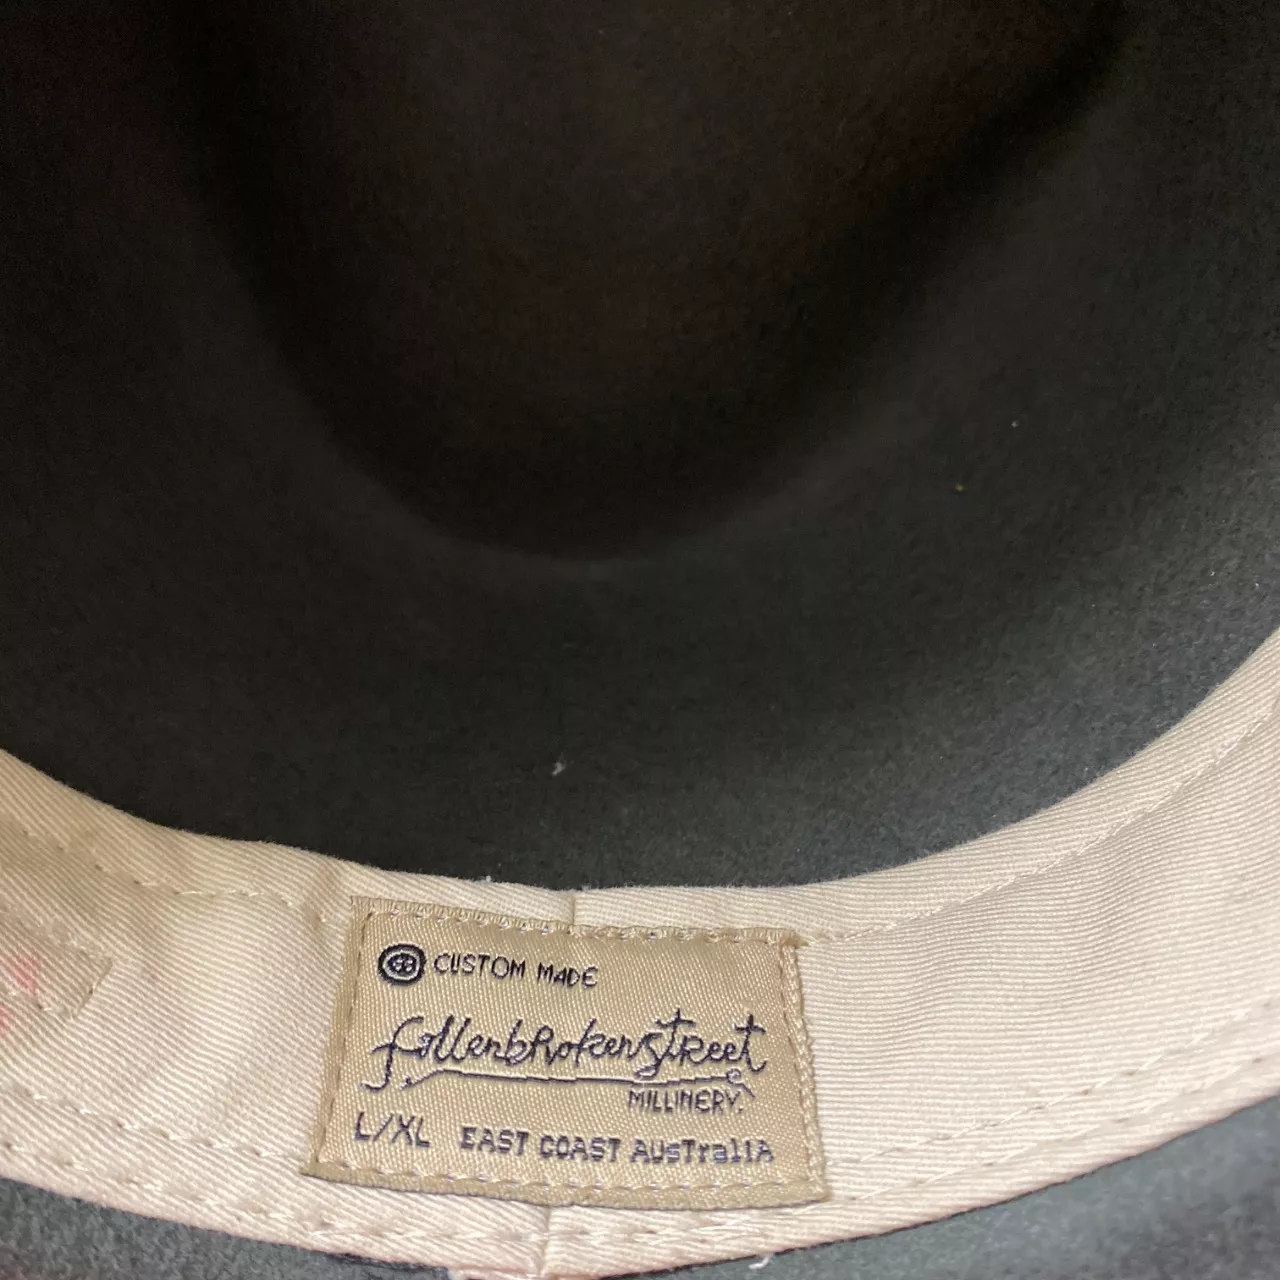 CUSTOM MADE
fallenbrokenstreet
MILLINERY.
L/XL EAST COAST AUSTralIA